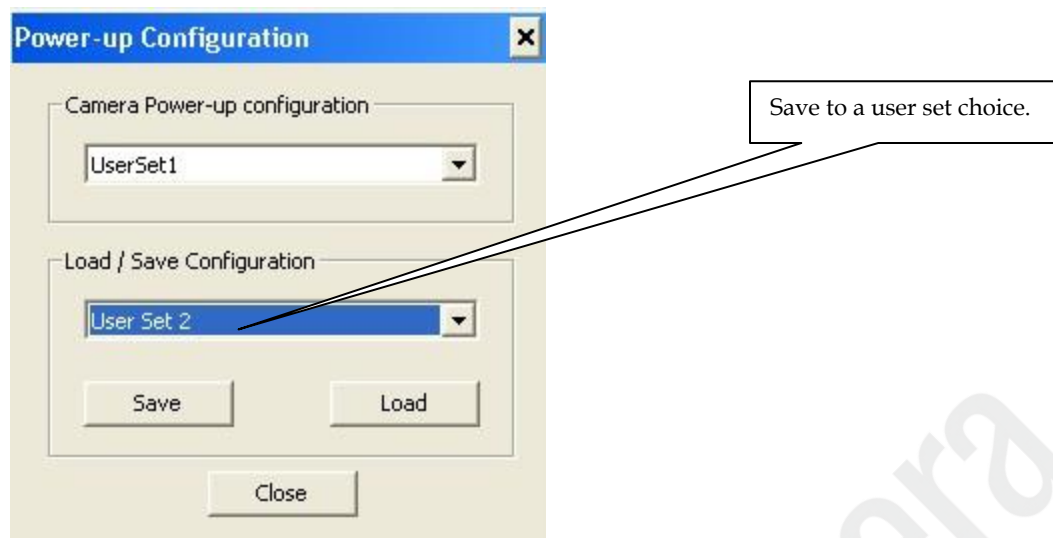 Power-up Configuration
Save to a user set choice.
Camera Power-up configuration
UserSet1
Load / Save Configuration
User Set 2
Save Load
Close